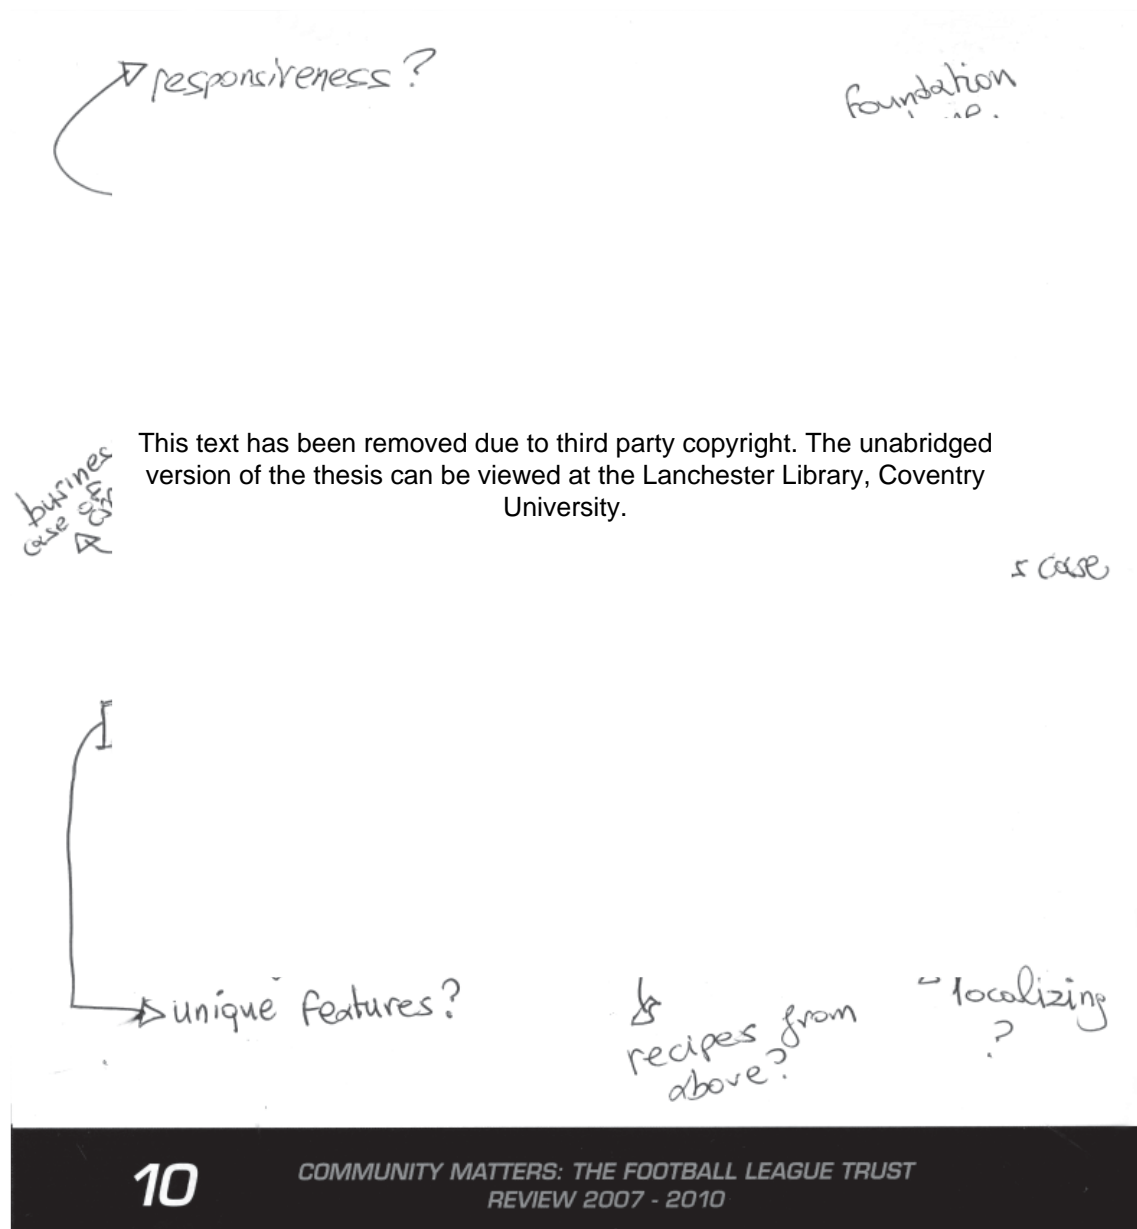 responsiveness?
foundation
This text has been removed due to third party copyright. The unabridged
version of the thesis can be viewed at the Lanchester Library, Coventry
University.
busines
case
case
unique features?
recipes from
above?
localizing
?
10
COMMUNITY MATTERS: THE FOOTBALL LEAGUE TRUST
REVIEW 2007 - 2010